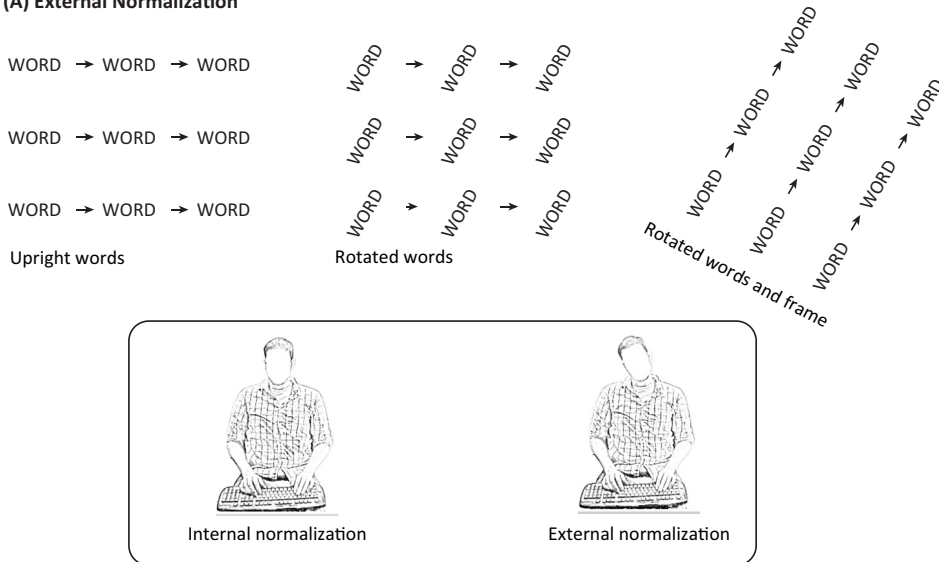 (A) External Normalization
WORD → WORD → WORD
WORD → WORD → WORD
WORD → WORD → WORD
Upright words
WORD → WORD → WORD
WORD → WORD → WORD
WORD → WORD → WORD
Rotated words
WORD → WORD → WORD
WORD → WORD → WORD
WORD → WORD → WORD
Rotated words and frame
Internal normalization
External normalization